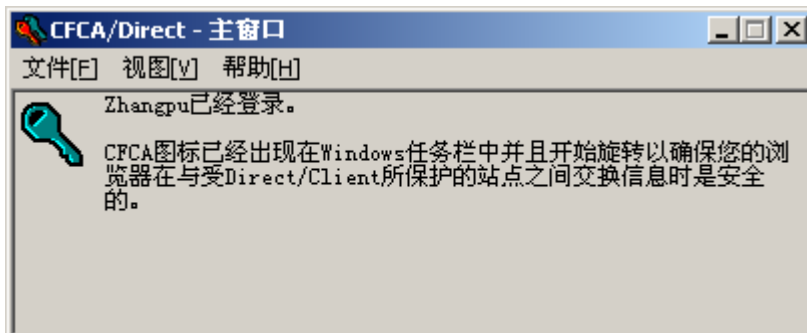 CFCA/Direct - 主窗口
文件[F] 视图[V] 帮助[H]
Zhangpu已经登录。
CFCA图标已经出现在Windows任务栏中并且开始旋转以确保您的浏
览器在与受Direct/Client所保护的站点之间交换信息时是安全
的。